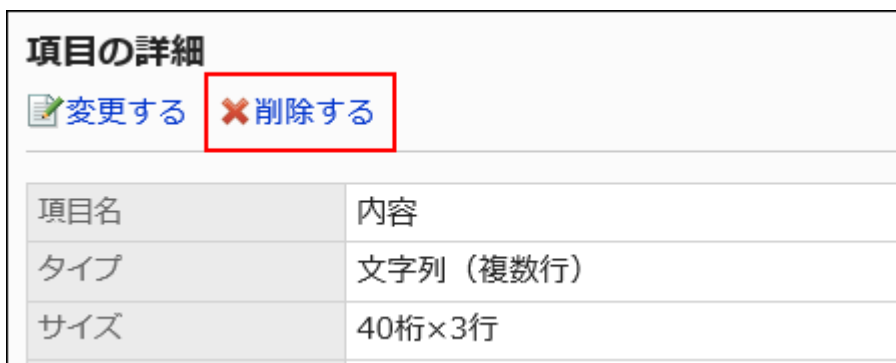 項目の詳細
変更する 削除する
項目名 内容
タイプ 文字列（複数行）
サイズ 40桁×3行